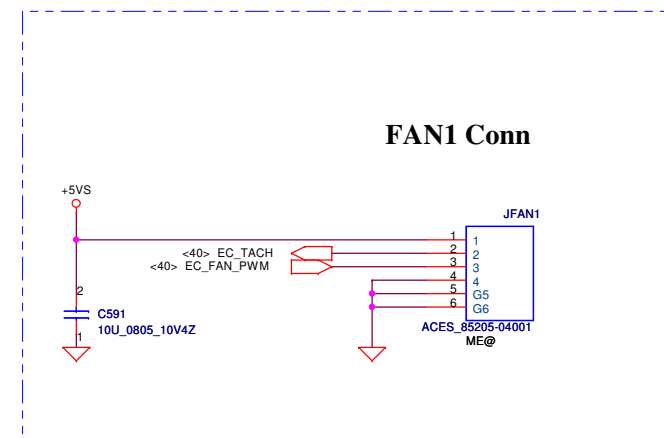 FAN1 Conn
+5VS
JFAN1
<40> EC_TACH
<40> EC_FAN_PWM
1 1
2 2
3 3
4 4
5 G5
6 G6
2
C591
10U_0805_10V4Z
1
ACES_85205-04001
ME@